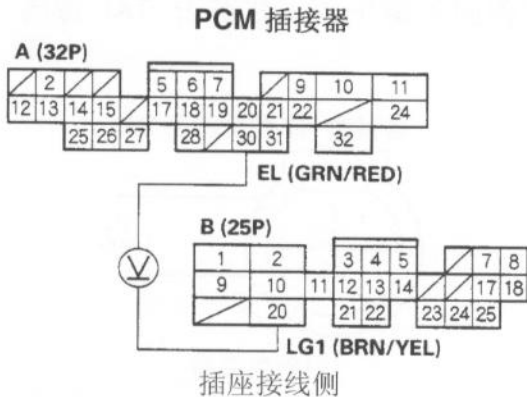 PCM 插接器
A (32P)
2 5 6 7 9 10 11
12 13 14 15 17 18 19 20 21 22 24
25 26 27 28 30 31 32
EL (GRN/RED)
B (25P)
1 2 3 4 5 7 8
9 10 11 12 13 14 17 18
20 21 22 23 24 25
LG1 (BRN/YEL)
V
插座接线侧